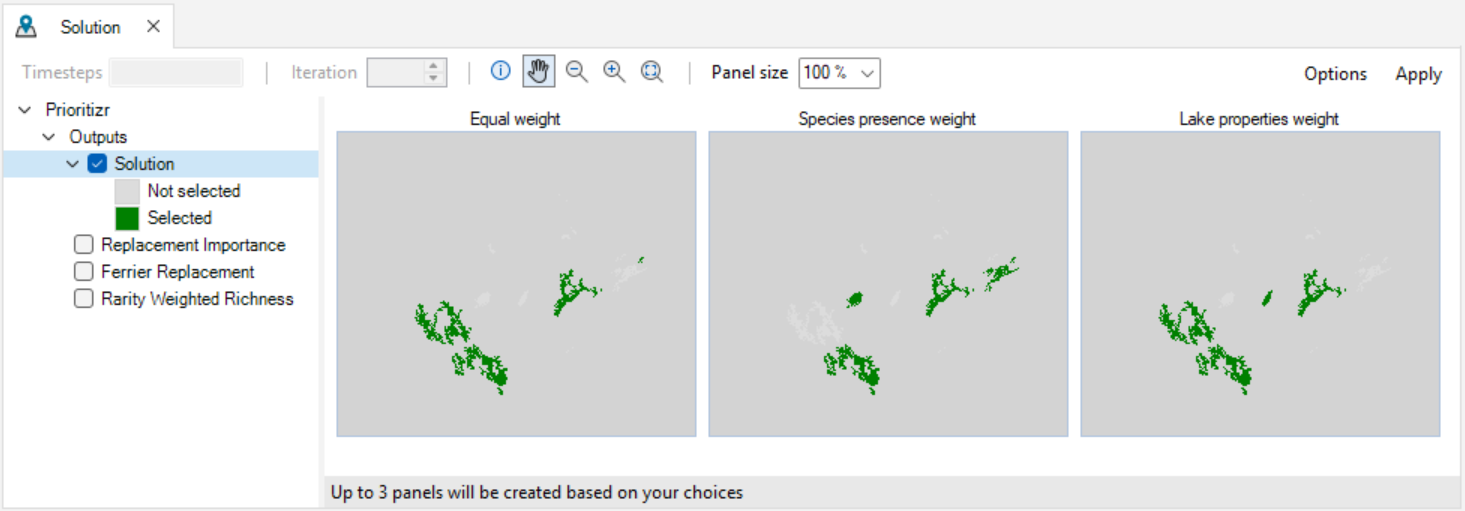 Solution
Timesteps Iteration Panel size 100 % Options Apply
Prioritizr
Outputs
Solution
Not selected
Selected
Replacement Importance
Ferrier Replacement
Rarity Weighted Richness
Equal weight Species presence weight Lake properties weight
Up to 3 panels will be created based on your choices